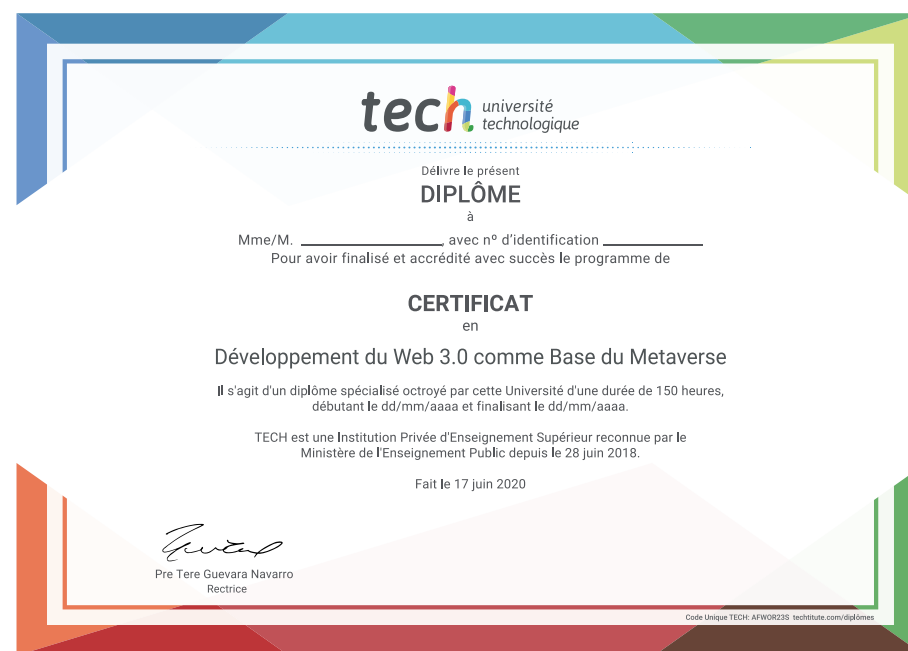 tech université
technologique
Délivre le présent
DIPLÔME
à
Mme/M. ____________________, avec nº d'identification ______________
Pour avoir finalisé et accrédité avec succès le programme de
CERTIFICAT
en
Développement du Web 3.0 comme Base du Metaverse
Il s'agit d'un diplôme spécialisé octroyé par cette Université d'une durée de 150 heures,
débutant le dd/mm/aaaa et finalisant le dd/mm/aaaa.
TECH est une Institution Privée d'Enseignement Supérieur reconnue par le
Ministère de l'Enseignement Public depuis le 28 juin 2018.
Fait le 17 juin 2020
Pre Tere Guevara Navarro
Rectrice
Code Unique TECH: AFWOR23S techtitute.com/diplômes